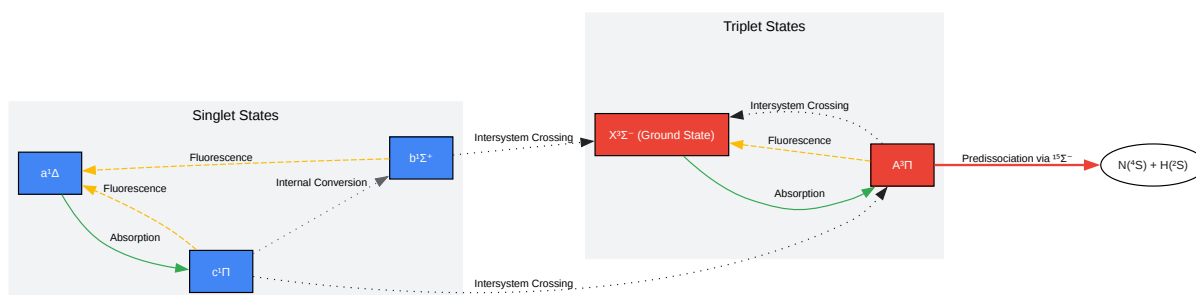 Triplet States
Singlet States
Intersystem Crossing
X³Σ⁻ (Ground State)
Fluorescence
Intersystem Crossing
b¹Σ⁺
Fluorescence
A³Π
Predissociation via ¹⁵Σ⁻
N(⁴S) + H(²S)
a¹Δ
Fluorescence
Internal Conversion
Absorption
Absorption
c¹Π
Intersystem Crossing